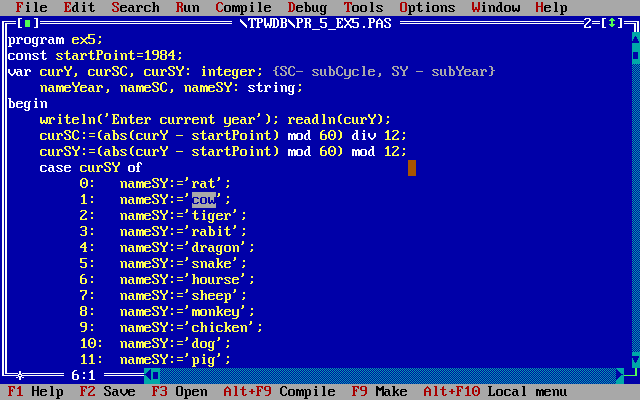 File Edit Search Run Compile Debug Tools Options Window Help
\TPWDB\PR_5_EX5.PAS 2=[↕]
program ex5;
const startPoint=1984;
var curY, curSC, curSY: integer; {SC- subCycle, SY - subYear}
nameYear, nameSC, nameSY: string;
begin
writeln('Enter current year'); readln(curY);
curSC:=(abs(curY - startPoint) mod 60) div 12;
curSY:=(abs(curY - startPoint) mod 60) mod 12;
case curSY of
0: nameSY:='rat';
1: nameSY:='cow';
2: nameSY:='tiger';
3: nameSY:='rabit';
4: nameSY:='dragon';
5: nameSY:='snake';
6: nameSY:='hourse';
7: nameSY:='sheep';
8: nameSY:='monkey';
9: nameSY:='chicken';
10: nameSY:='dog';
11: nameSY:='pig';
6:1
F1 Help F2 Save F3 Open Alt+F9 Compile F9 Make Alt+F10 Local menu